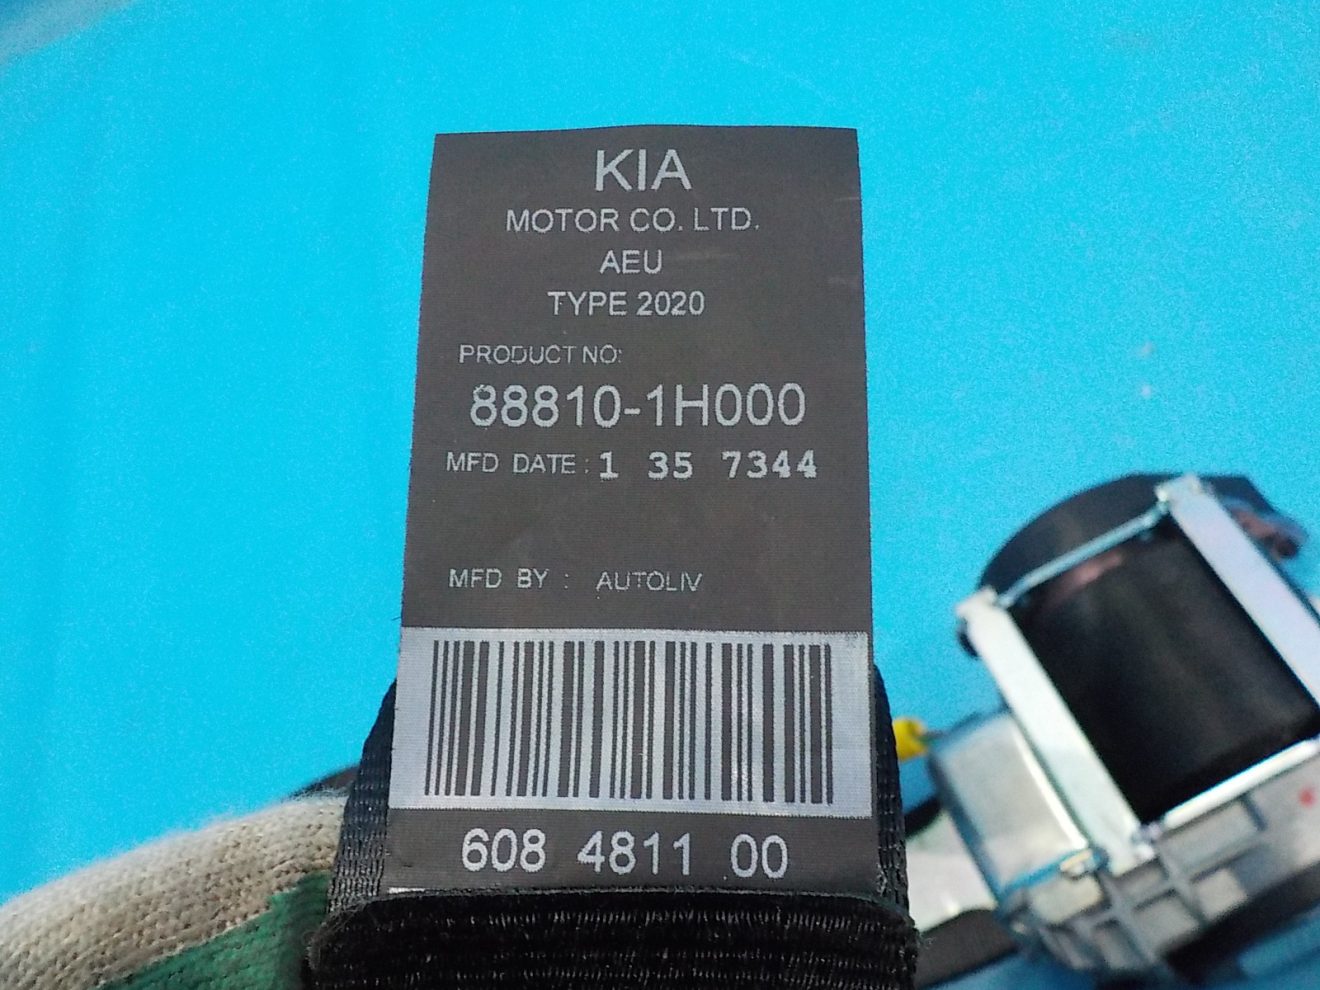 KIA
MOTOR CO. LTD.
AEU
TYPE 2020
PRODUCT NO:
88810-1H000
MFD DATE : 1 35 7344
MFD BY : AUTOLIV
608 4811 00